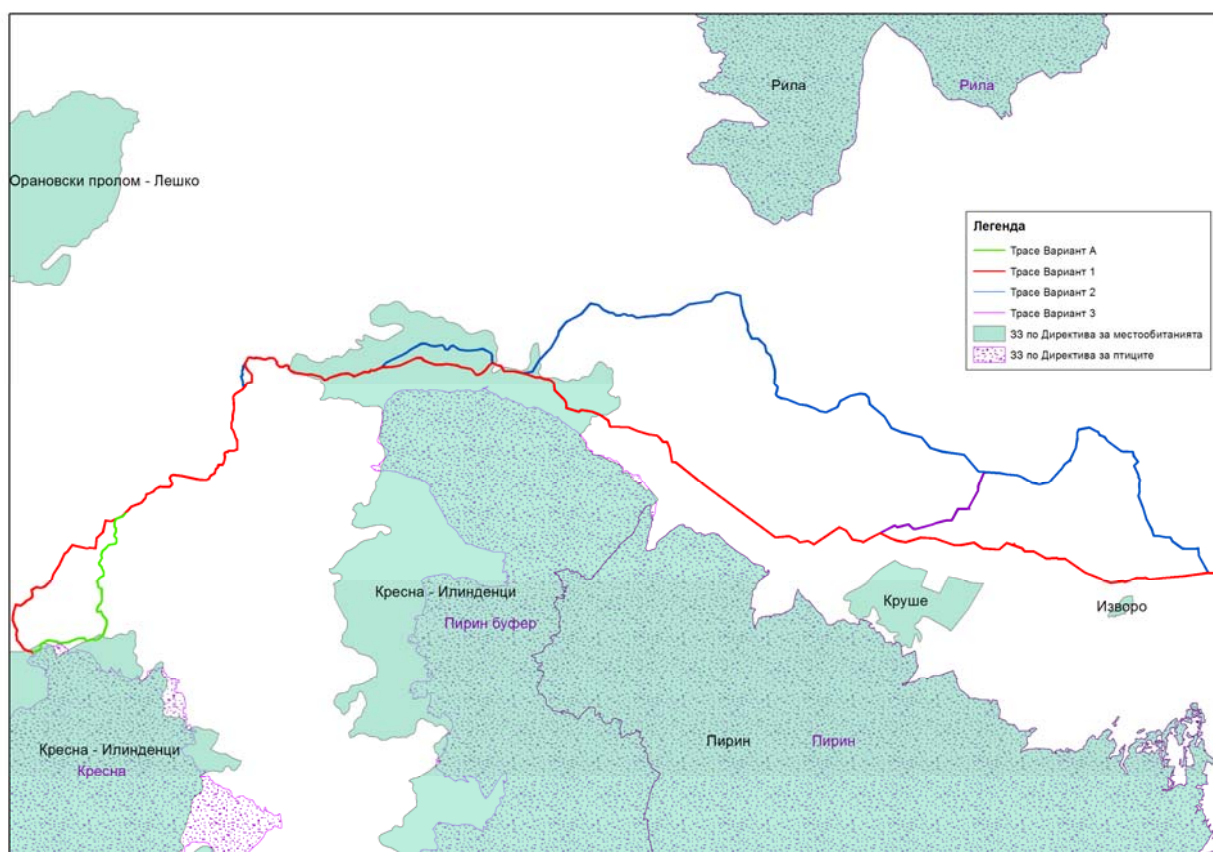 Рила
Рила
Орановски пролом - Лешко
Легенда
Трасе Вариант А
Трасе Вариант 1
Трасе Вариант 2
Трасе Вариант 3
ЗЗ по Директива за местообитанията
ЗЗ по Директива за птиците
Кресна - Илинденци
Пирин буфер
Круше
Изворо
Кресна - Илинденци
Кресна
Пирин
Пирин